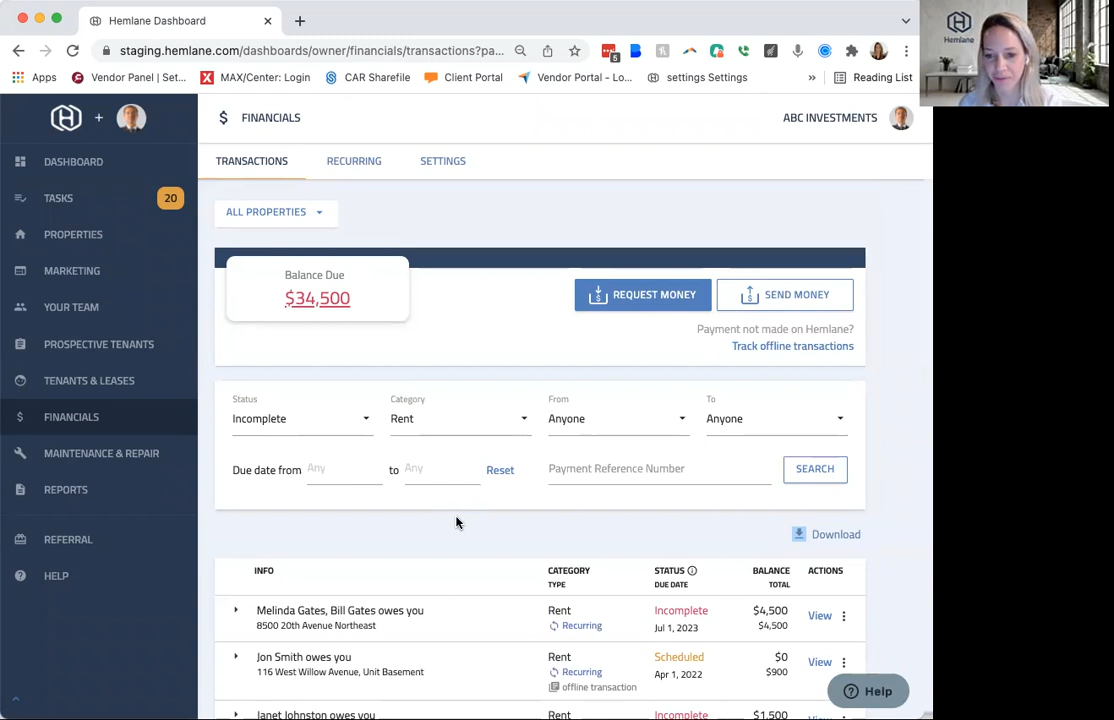 Hemlane Dashboard
Hemlane
staging.hemlane.com/dashboards/owner/financials/transactions?pa...
5
Apps
Vendor Panel | Set...
MAX/Center: Login
CAR Sharefile
Client Portal
Vendor Portal - Lo...
settings Settings
»
Reading List
DASHBOARD
TASKS
20
PROPERTIES
MARKETING
YOUR TEAM
PROSPECTIVE TENANTS
TENANTS & LEASES
$ FINANCIALS
MAINTENANCE & REPAIR
REPORTS
REFERRAL
HELP
$ FINANCIALS
ABC INVESTMENTS
TRANSACTIONS
RECURRING
SETTINGS
ALL PROPERTIES
Balance Due
$34,500
REQUEST MONEY
SEND MONEY
Payment not made on Hemlane?
Track offline transactions
Status
Category
From
To
Incomplete
Rent
Anyone
Anyone
Due date from Any to Any Reset
Payment Reference Number
SEARCH
Download
INFO
CATEGORY
TYPE
STATUS
DUE DATE
BALANCE
TOTAL
ACTIONS
Melinda Gates, Bill Gates owes you
8500 20th Avenue Northeast
Rent
Recurring
Incomplete
Jul 1, 2023
$4,500
$4,500
View
Jon Smith owes you
116 West Willow Avenue, Unit Basement
Rent
Recurring
offline transaction
Scheduled
Apr 1, 2022
$0
$900
View
Janet Johnston owes you
Rent
Incomplete
$1,500
Help